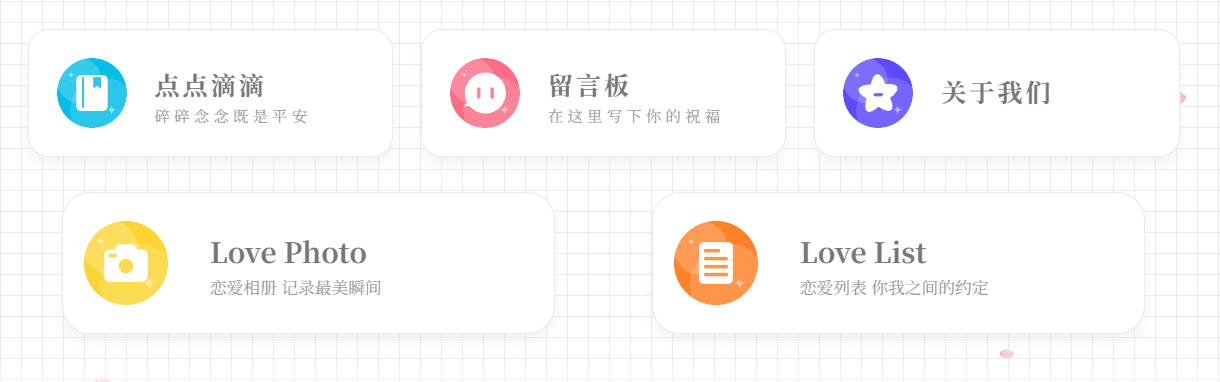 点点滴滴
碎碎念念既是平安
留言板
在这里写下你的祝福
关于我们
Love Photo
恋爱相册 记录最美瞬间
Love List
恋爱列表 你我之间的约定